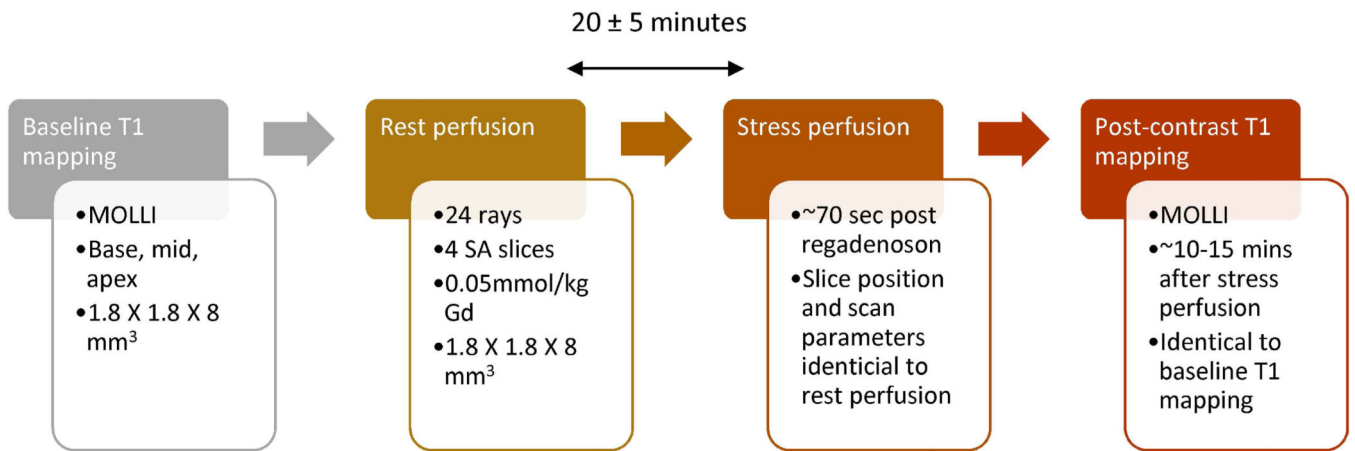 20 ± 5 minutes
Baseline T1
mapping
•MOLLI
•Base, mid,
apex
•1.8 X 1.8 X 8
mm³
Rest perfusion
•24 rays
•4 SA slices
•0.05mmol/kg
Gd
•1.8 X 1.8 X 8
mm³
Stress perfusion
•~70 sec post
regadenoson
•Slice position
and scan
parameters
identicial to
rest perfusion
Post-contrast T1
mapping
•MOLLI
•~10-15 mins
after stress
perfusion
•Identical to
baseline T1
mapping